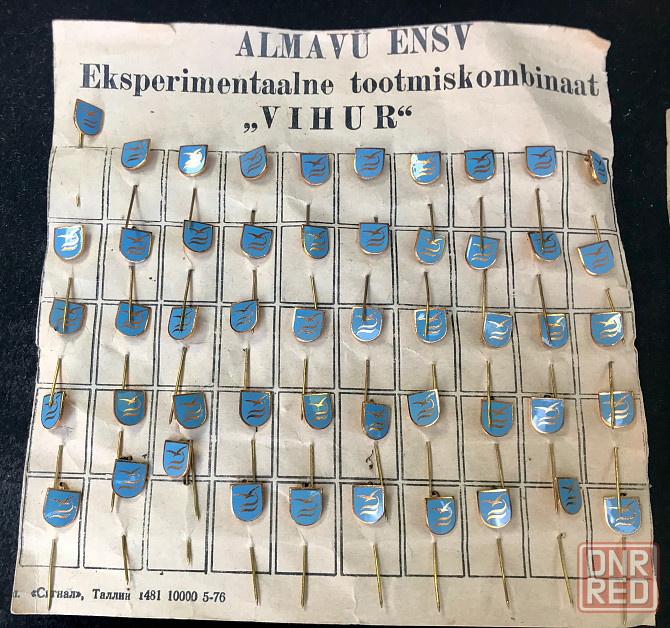 ALMAVÜ ENSV
Eksperimentaalne tootmiskombinaat
„VIHUR“
«Сигнал», Таллин 1481 10000 5-76
DNR
RED